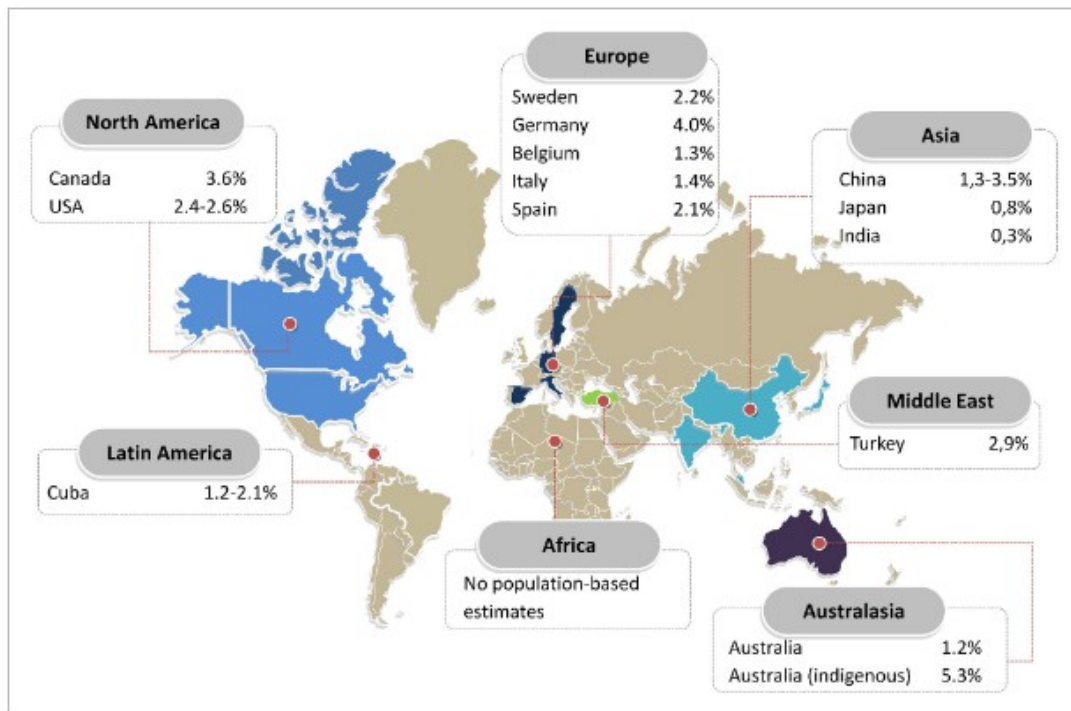 North America
Canada 3.6%
USA 2.4-2.6%
Europe
Sweden 2.2%
Germany 4.0%
Belgium 1.3%
Italy 1.4%
Spain 2.1%
Asia
China 1,3-3.5%
Japan 0,8%
India 0,3%
Middle East
Turkey 2,9%
Latin America
Cuba 1.2-2.1%
Africa
No population-based
estimates
Australasia
Australia 1.2%
Australia (indigenous) 5.3%